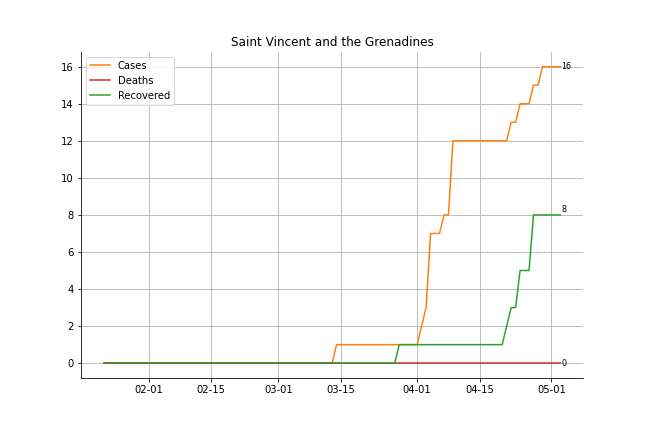 Saint Vincent and the Grenadines
Cases
Deaths
Recovered
16
14
12
10
8
6
4
2
0
16
8
0
02-01 02-15 03-01 03-15 04-01 04-15 05-01